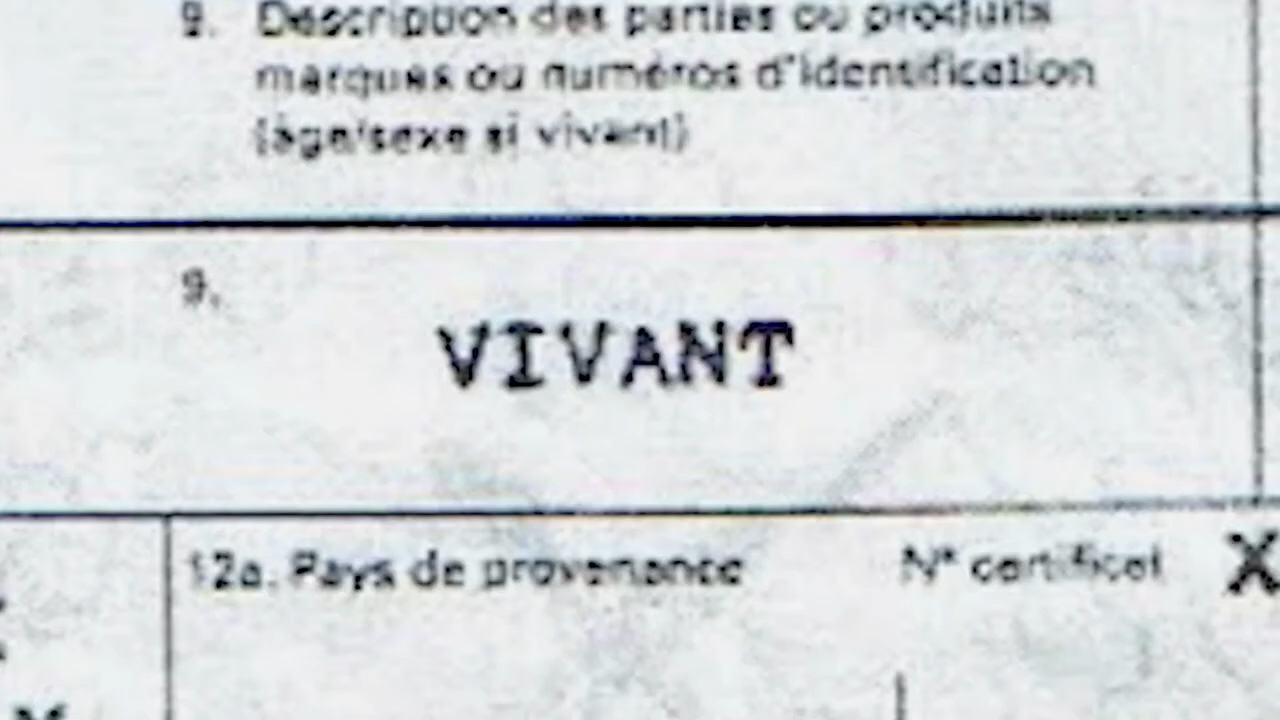 9. Description des parties ou produits
marques ou numéros d'identification
(âge/sexe si vivant)
9.
VIVANT
12a. Pays de provenance N° certificat X